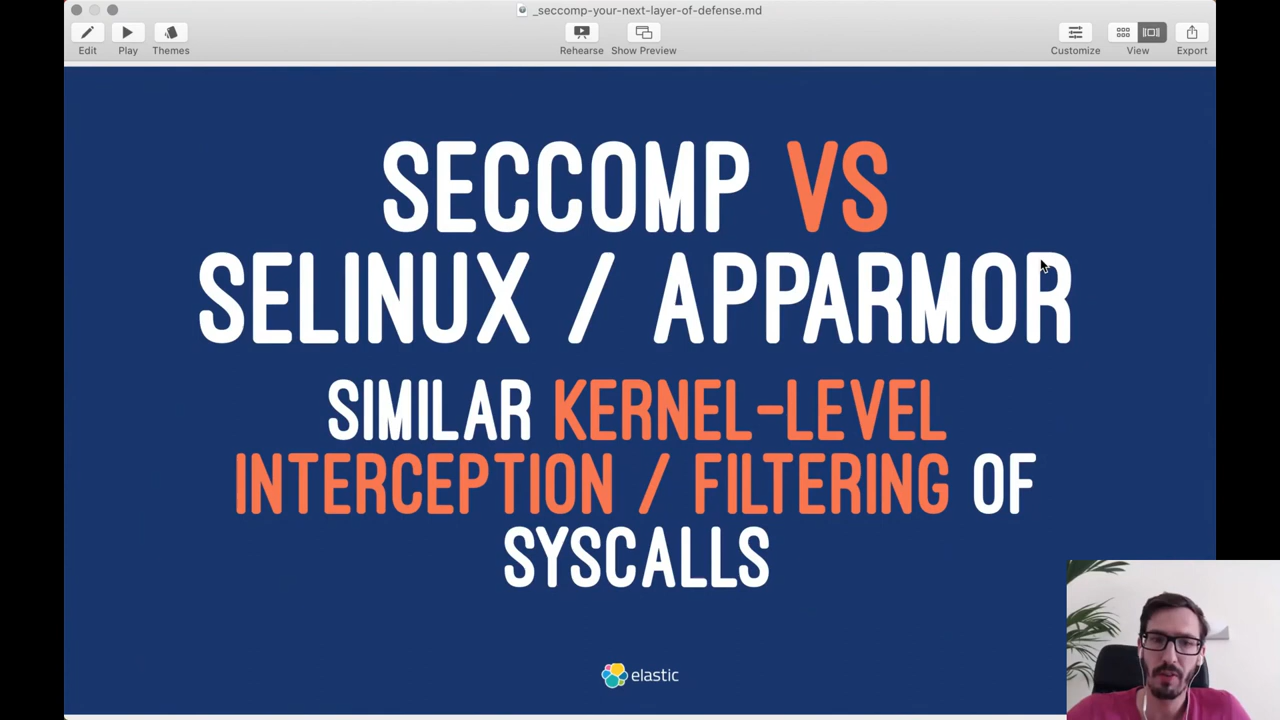 _seccomp-your-next-layer-of-defense.md
Edit Play Themes Rehearse Show Preview Customize View Export
SECCOMP VS
SELINUX / APPARMOR
SIMILAR KERNEL-LEVEL
INTERCEPTION / FILTERING OF
SYSCALLS
elastic